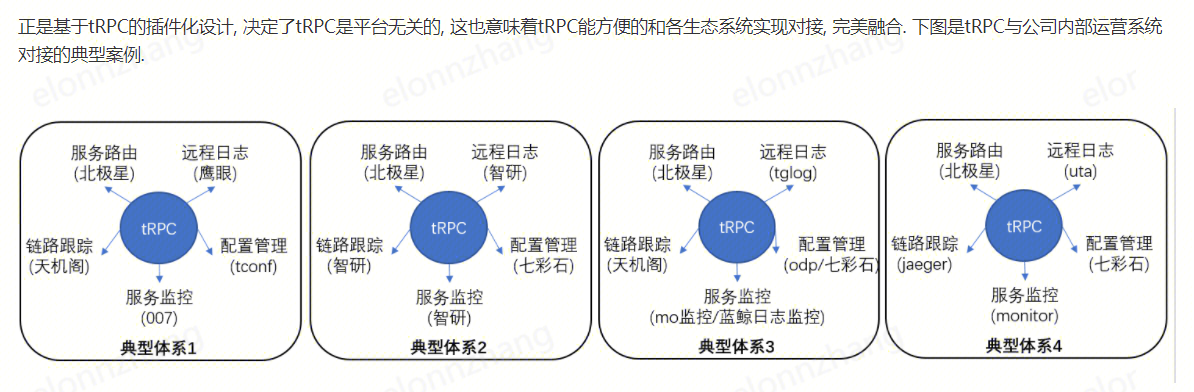 正是基于tRPC的插件化设计, 决定了tRPC是平台无关的, 这也意味着tRPC能方便的和各生态系统实现对接, 完美融合. 下图是tRPC与公司内部运营系统
对接的典型案例.
服务路由
(北极星)
远程日志
(鹰眼)
tRPC
链路跟踪
(天机阁)
配置管理
(tconf)
服务监控
(007)
典型体系1
服务路由
(北极星)
远程日志
(智研)
tRPC
链路跟踪
(智研)
配置管理
(七彩石)
服务监控
(智研)
典型体系2
服务路由
(北极星)
远程日志
(tglog)
tRPC
链路跟踪
(天机阁)
配置管理
(odp/七彩石)
服务监控
(mo监控/蓝鲸日志监控)
典型体系3
服务路由
(北极星)
远程日志
(uta)
tRPC
链路跟踪
(jaeger)
配置管理
(七彩石)
服务监控
(monitor)
典型体系4
elonnzhang
elonnzhang
elonnzhang
elor